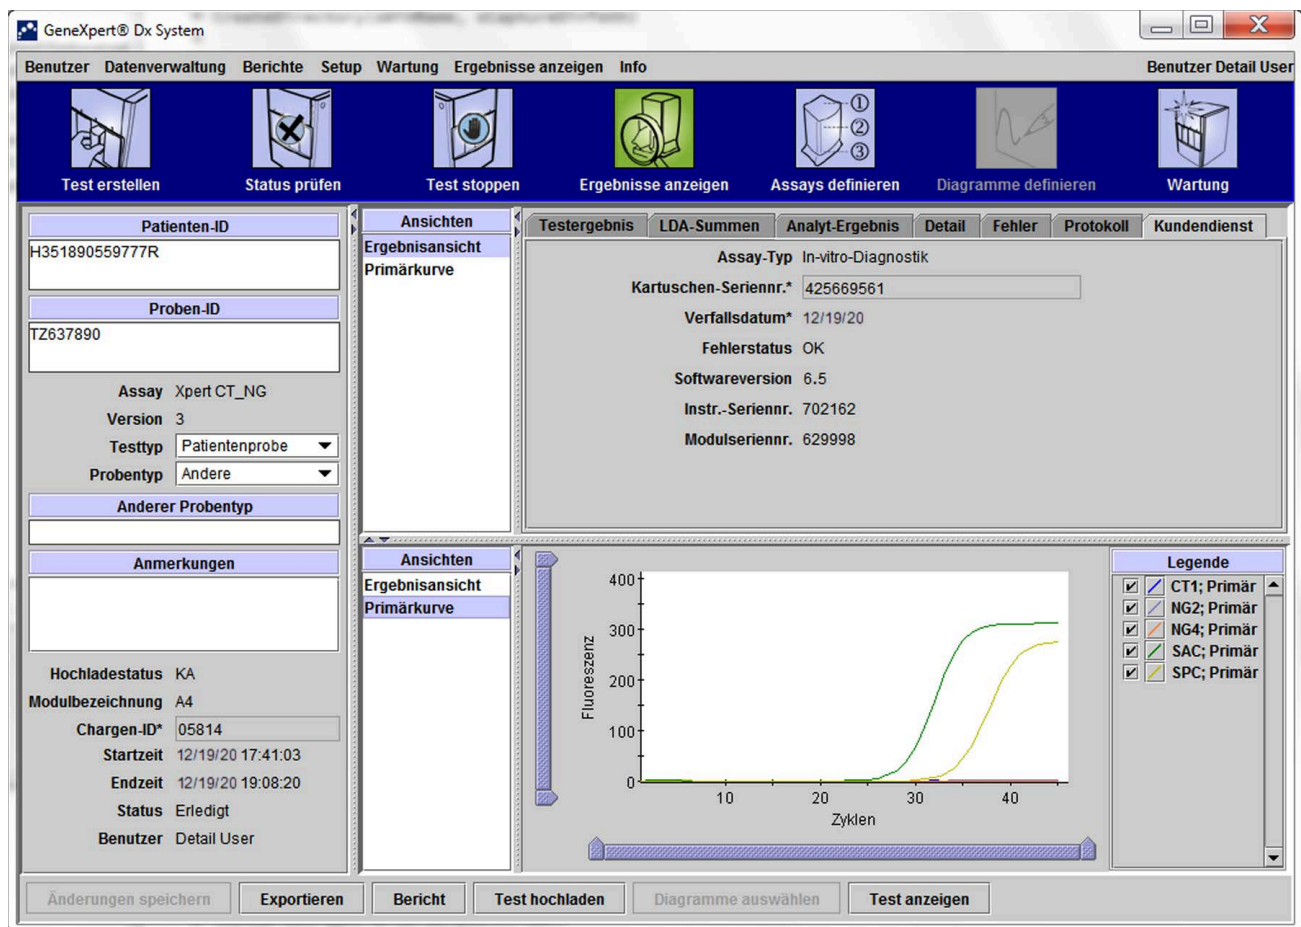 GeneXpert® Dx System
Benutzer Datenverwaltung Berichte Setup Wartung Ergebnisse anzeigen Info Benutzer Detail User
Test erstellen Status prüfen Test stoppen Ergebnisse anzeigen Assays definieren Diagramme definieren Wartung
Patienten-ID
H351890559777R
Proben-ID
TZ637890
Assay Xpert CT_NG
Version 3
Testtyp Patientenprobe
Probentyp Andere
Anderer Probentyp
Anmerkungen
Hochladestatus KA
Modulbezeichnung A4
Chargen-ID* 05814
Startzeit 12/19/20 17:41:03
Endzeit 12/19/20 19:08:20
Status Erledigt
Benutzer Detail User
Ansichten
Ergebnisansicht
Primärkurve
Testergebnis LDA-Summen Analyt-Ergebnis Detail Fehler Protokoll Kundendienst
Assay-Typ In-vitro-Diagnostik
Kartuschen-Seriennr.* 425669561
Verfallsdatum* 12/19/20
Fehlerstatus OK
Softwareversion 6.5
Instr.-Seriennr. 702162
Modulseriennr. 629998
Ansichten
Ergebnisansicht
Primärkurve
Fluoreszenz
400
300
200
100
0
10 20 30 40
Zyklen
Legende
CT1; Primär
NG2; Primär
NG4; Primär
SAC; Primär
SPC; Primär
Änderungen speichern Exportieren Bericht Test hochladen Diagramme auswählen Test anzeigen